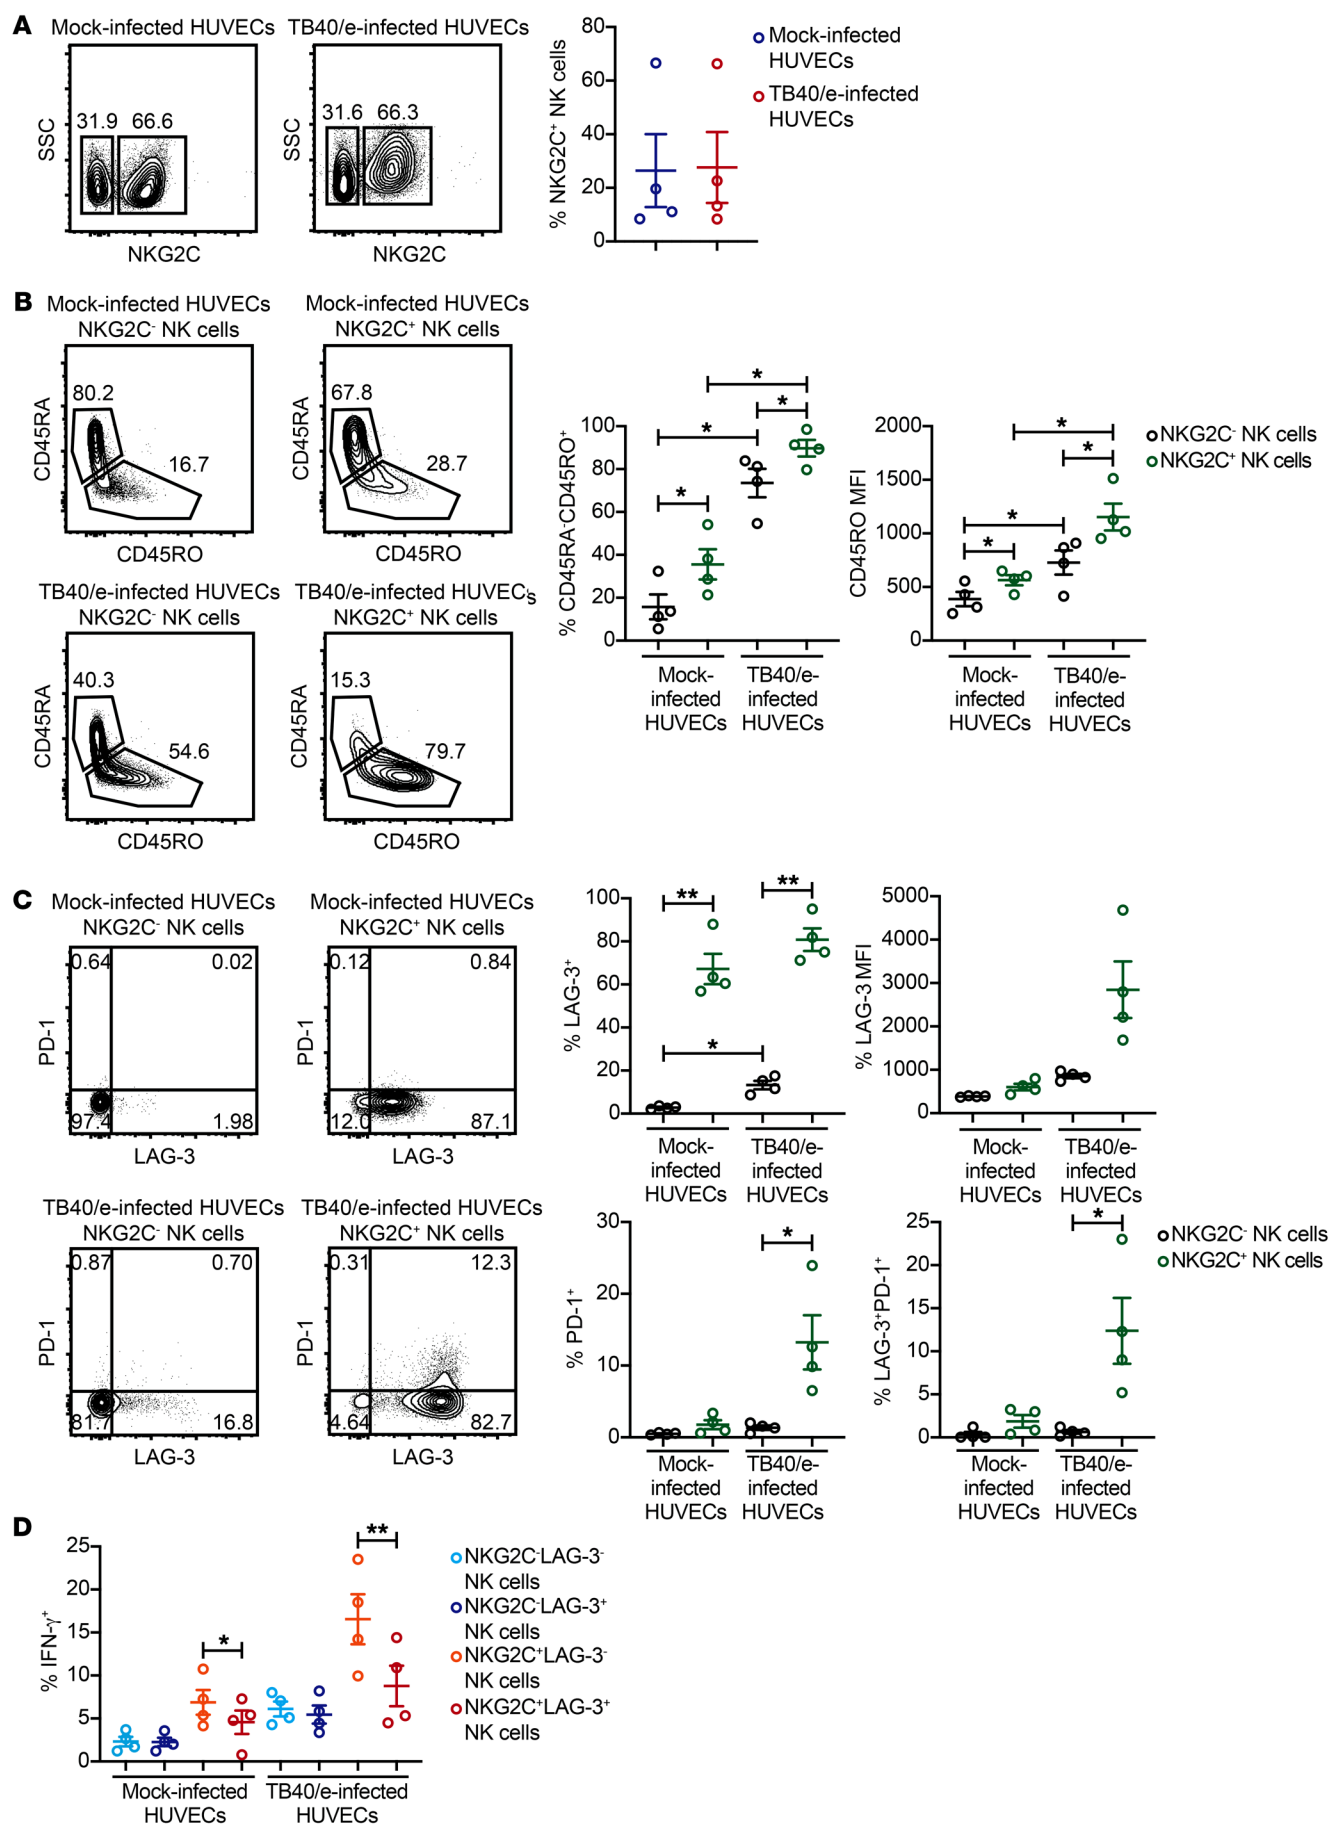 A
Mock-infected HUVECs
TB40/e-infected HUVECs
SSC
31.9 66.6
NKG2C
SSC
31.6 66.3
NKG2C
% NKG2C+ NK cells
80
60
40
20
0
Mock-infected
HUVECs
TB40/e-infected
HUVECs
B
Mock-infected HUVECs
NKG2C- NK cells
Mock-infected HUVECs
NKG2C+ NK cells
CD45RA
80.2
16.7
CD45RO
CD45RA
67.8
28.7
CD45RO
TB40/e-infected HUVECs
NKG2C- NK cells
TB40/e-infected HUVECs
NKG2C+ NK cells
CD45RA
40.3
54.6
CD45RO
CD45RA
15.3
79.7
CD45RO
% CD45RA-CD45RO+
100
80
60
40
20
0
*
*
*
*
Mock-
infected
HUVECs
TB40/e-
infected
HUVECs
CD45RO MFI
2000
1500
1000
500
0
*
*
*
*
Mock-
infected
HUVECs
TB40/e-
infected
HUVECs
NKG2C- NK cells
NKG2C+ NK cells
C
Mock-infected HUVECs
NKG2C- NK cells
Mock-infected HUVECs
NKG2C+ NK cells
PD-1
0.64 0.02
97.4 1.98
LAG-3
PD-1
0.12 0.84
12.0 87.1
LAG-3
TB40/e-infected HUVECs
NKG2C- NK cells
TB40/e-infected HUVECs
NKG2C+ NK cells
PD-1
0.87 0.70
81.7 16.8
LAG-3
PD-1
0.31 12.3
4.64 82.7
LAG-3
% LAG-3+
100
80
60
40
20
0
**
**
*
Mock-
infected
HUVECs
TB40/e-
infected
HUVECs
% LAG-3 MFI
5000
4000
3000
2000
1000
0
Mock-
infected
HUVECs
TB40/e-
infected
HUVECs
% PD-1+
30
20
10
0
*
Mock-
infected
HUVECs
TB40/e-
infected
HUVECs
% LAG-3+PD-1+
25
20
15
10
5
0
*
Mock-
infected
HUVECs
TB40/e-
infected
HUVECs
NKG2C- NK cells
NKG2C+ NK cells
D
% IFN-γ+
25
20
15
10
5
0
*
**
Mock-infected
HUVECs
TB40/e-infected
HUVECs
NKG2C-LAG-3-
NK cells
NKG2C-LAG-3+
NK cells
NKG2C+LAG-3-
NK cells
NKG2C+LAG-3+
NK cells